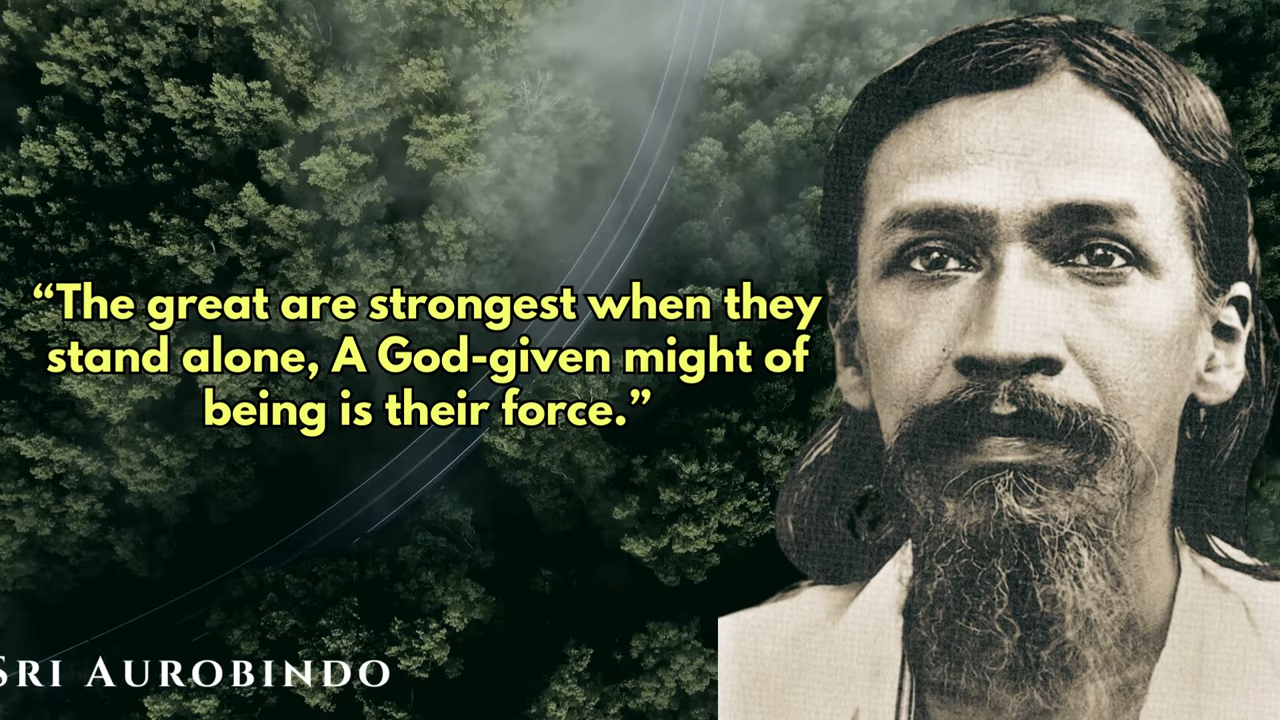 “The great are strongest when they
stand alone, A God-given might of
being is their force.”
Sri Aurobindo